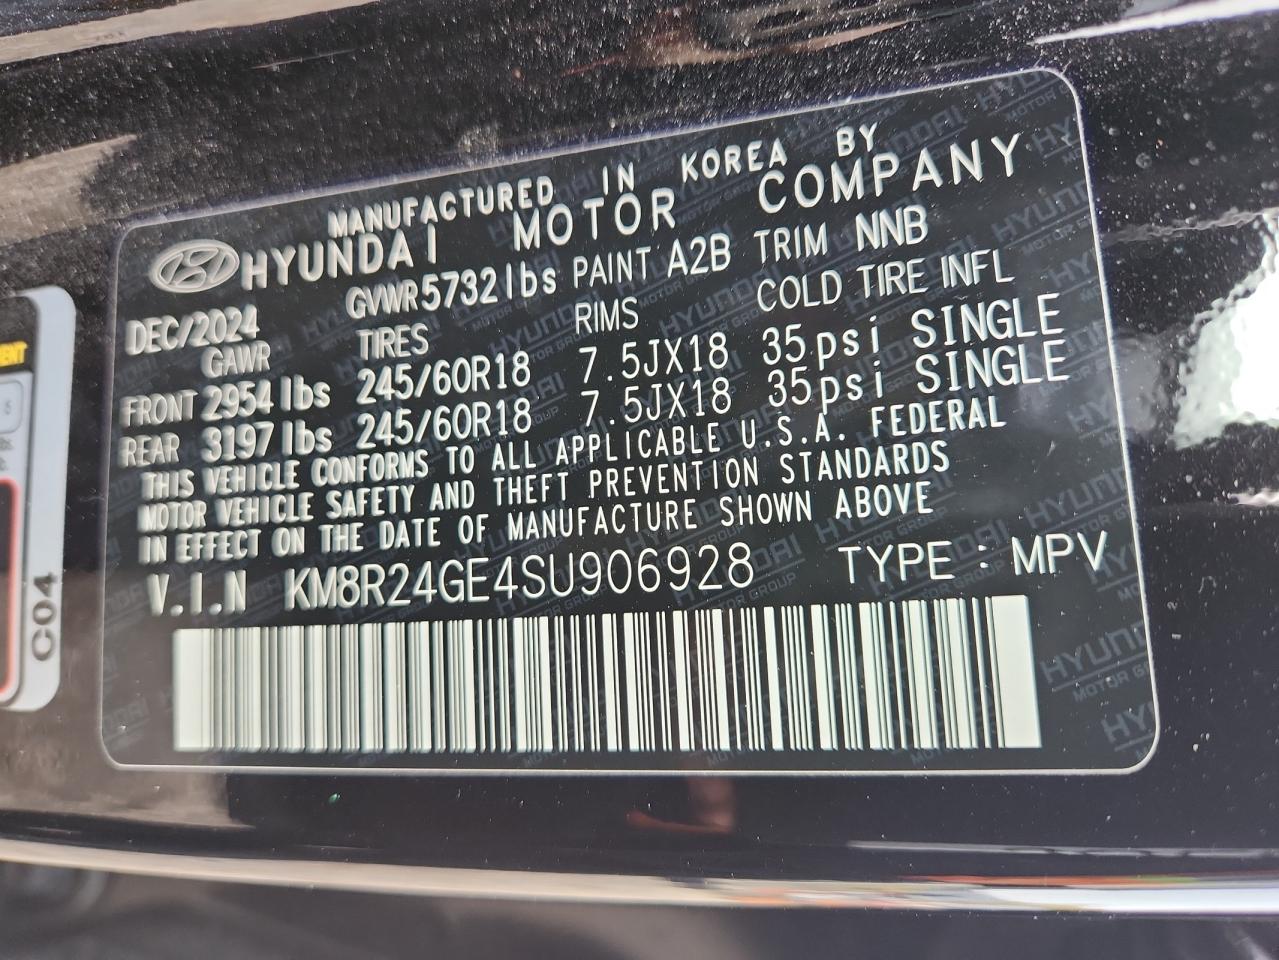 MANUFACTURED IN KOREA BY
HYUNDAI MOTOR COMPANY
DEC/2024 GVWR 5732 lbs PAINT A2B TRIM NNB
GAWR TIRES RIMS COLD TIRE INFL
FRONT 2954 lbs 245/60R18 7.5JX18 35psi SINGLE
REAR 3197 lbs 245/60R18 7.5JX18 35psi SINGLE
THIS VEHICLE CONFORMS TO ALL APPLICABLE U.S.A. FEDERAL
MOTOR VEHICLE SAFETY AND THEFT PREVENTION STANDARDS
IN EFFECT ON THE DATE OF MANUFACTURE SHOWN ABOVE
V.I.N KM8R24GE4SU906928 TYPE : MPV
C04